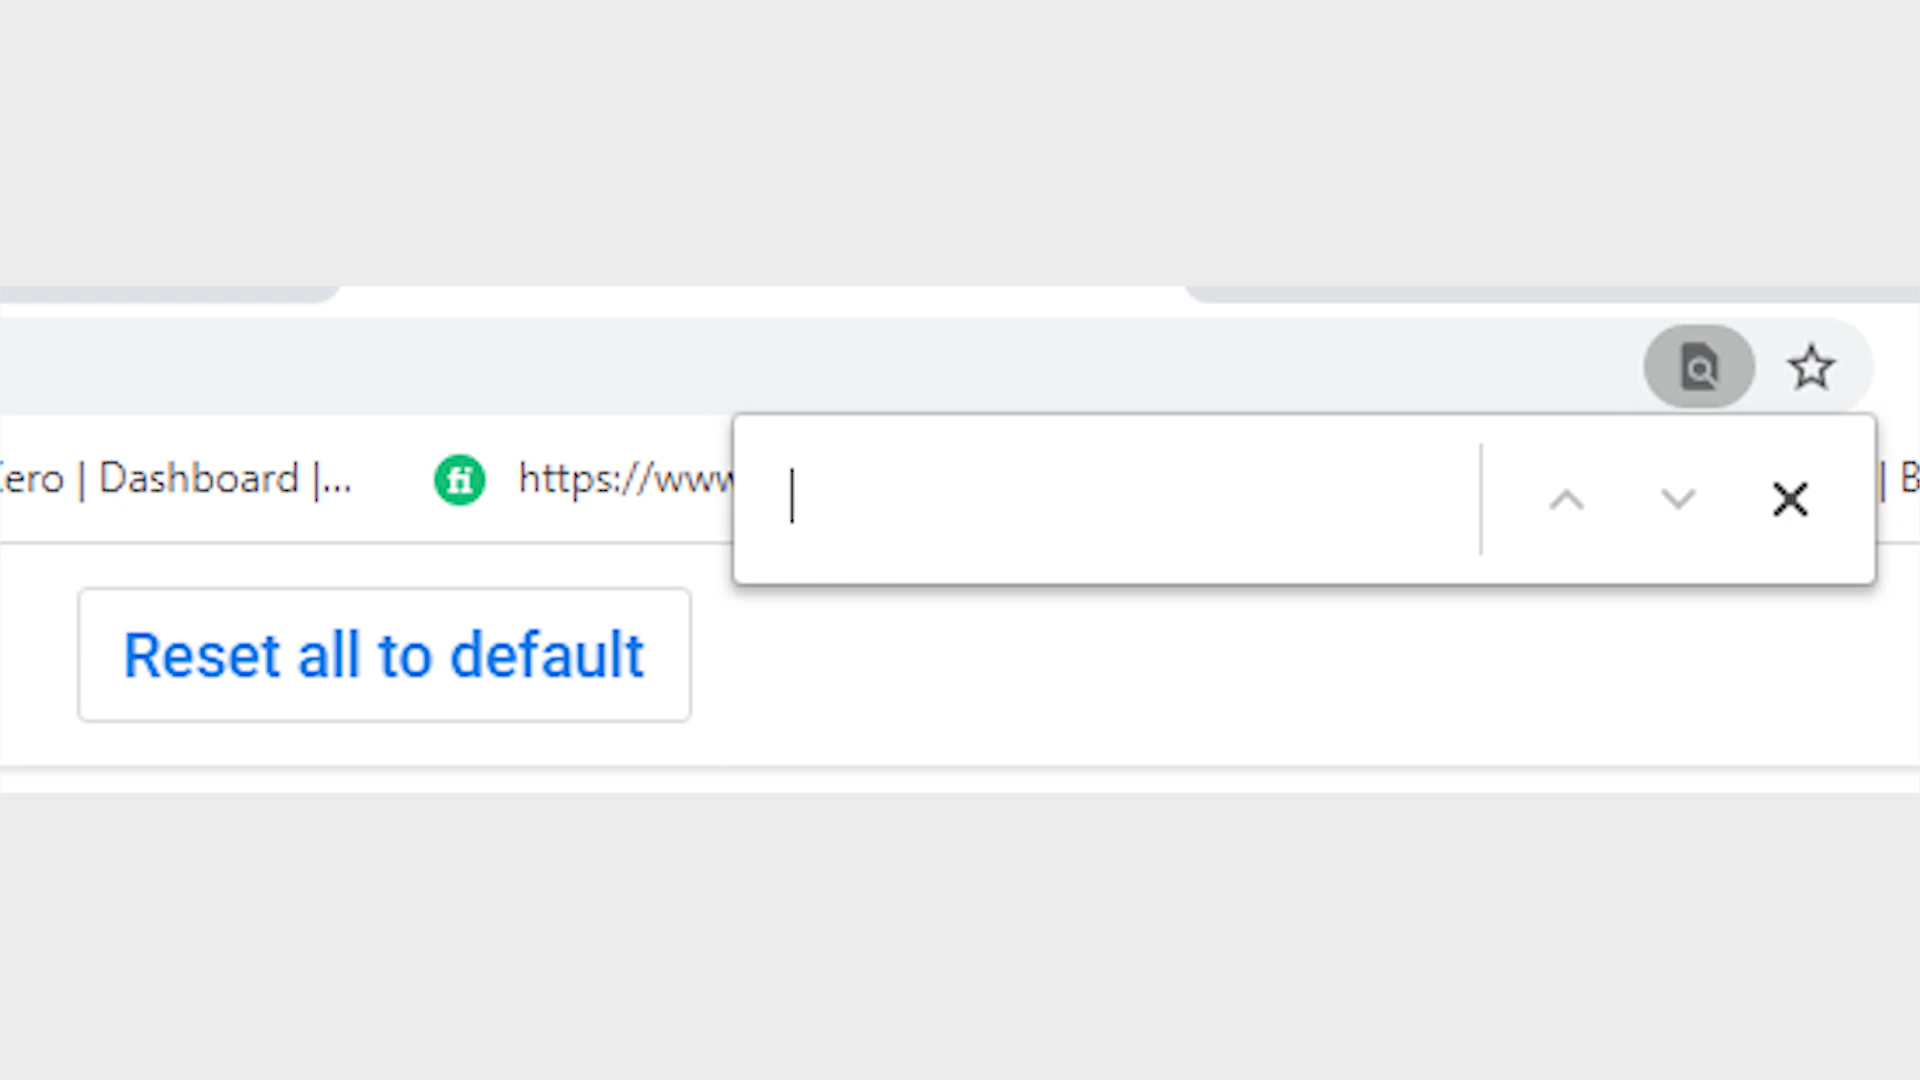 ero | Dashboard |...
fi https://www
| B
Reset all to default